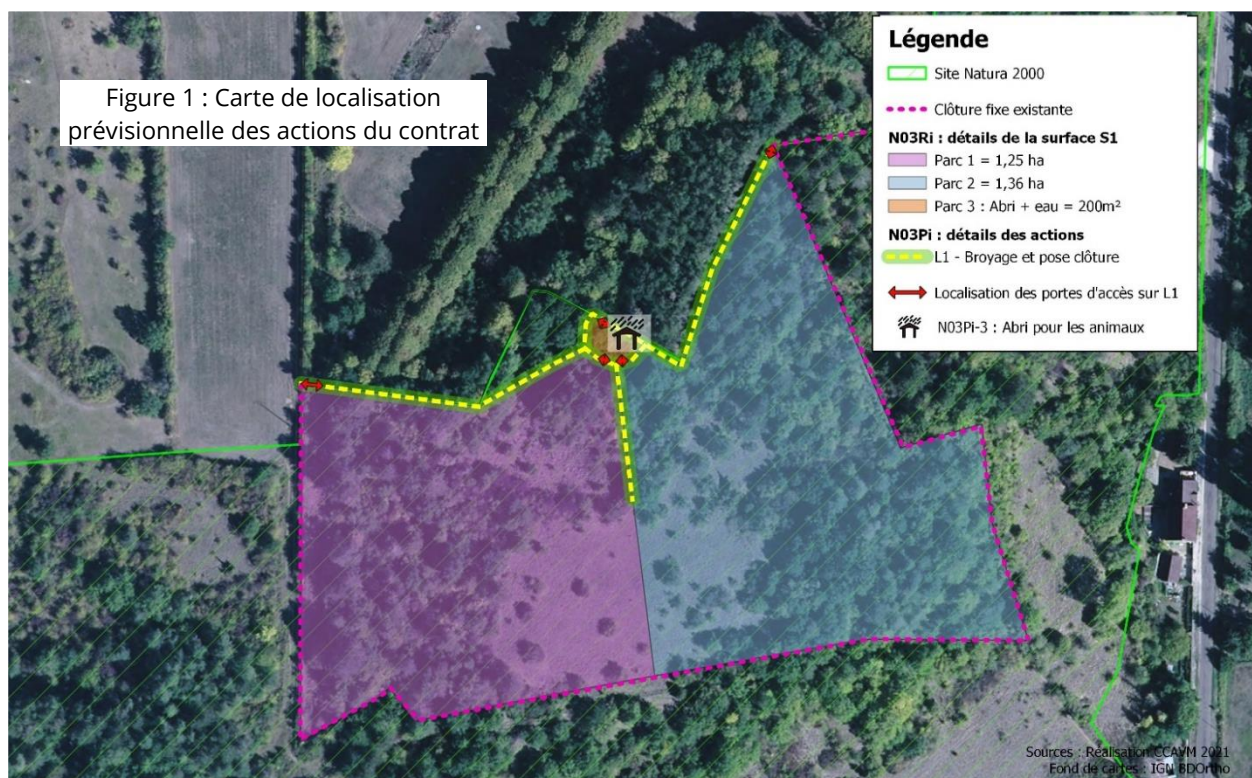 Figure 1 : Carte de localisation
prévisionnelle des actions du contrat
Légende
Site Natura 2000
Clôture fixe existante
N03Ri : détails de la surface S1
Parc 1 = 1,25 ha
Parc 2 = 1,36 ha
Parc 3 : Abri + eau = 200m²
N03Pi : détails des actions
L1 - Broyage et pose clôture
Localisation des portes d'accès sur L1
N03Pi-3 : Abri pour les animaux
Sources : Réalisation CCAVM 2021
Fond de cartes : IGN BDOrtho